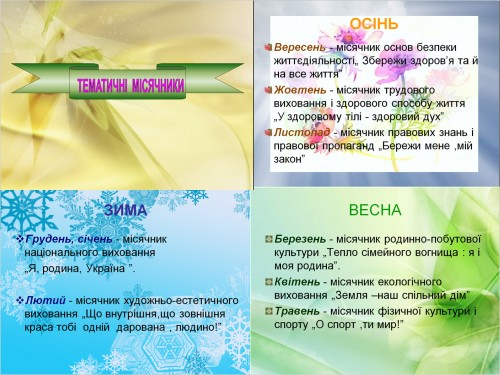 ТЕМАТИЧНІ МІСЯЧНИКИ
ОСІНЬ
Вересень - місячник основ безпеки
життєдіяльності„ Збережи здоров’я та й
на все життя”
Жовтень - місячник трудового
виховання і здорового способу життя
„У здоровому тілі - здоровий дух”
Листопад - місячник правових знань і
правової пропаганд „Бережи мене ,мій
закон”
ЗИМА
Грудень, січень - місячник
національного виховання
„Я, родина, Україна ”.
Лютий - місячник художньо-естетичного
виховання „Що внутрішня,що зовнішня
краса тобі одній дарована , людино!”
ВЕСНА
Березень - місячник родинно-побутової
культури „Тепло сімейного вогнища : я і
моя родина”.
Квітень - місячник екологічного
виховання „Земля –наш спільний дім”
Травень - місячник фізичної культури і
спорту „О спорт ,ти мир!”